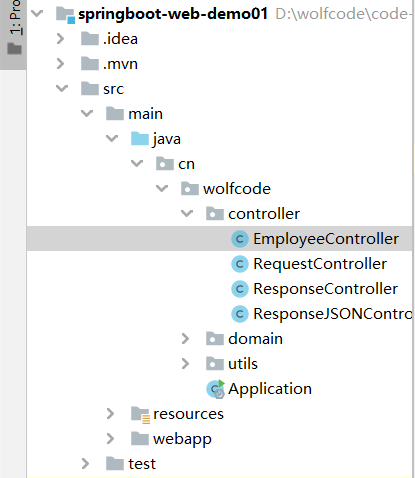 springboot-web-demo01 D:\wolfcode\code-
1: Pro
.idea
.mvn
src
main
java
cn
wolfcode
controller
EmployeeController
RequestController
ResponseController
ResponseJSONContro
domain
utils
Application
resources
webapp
test